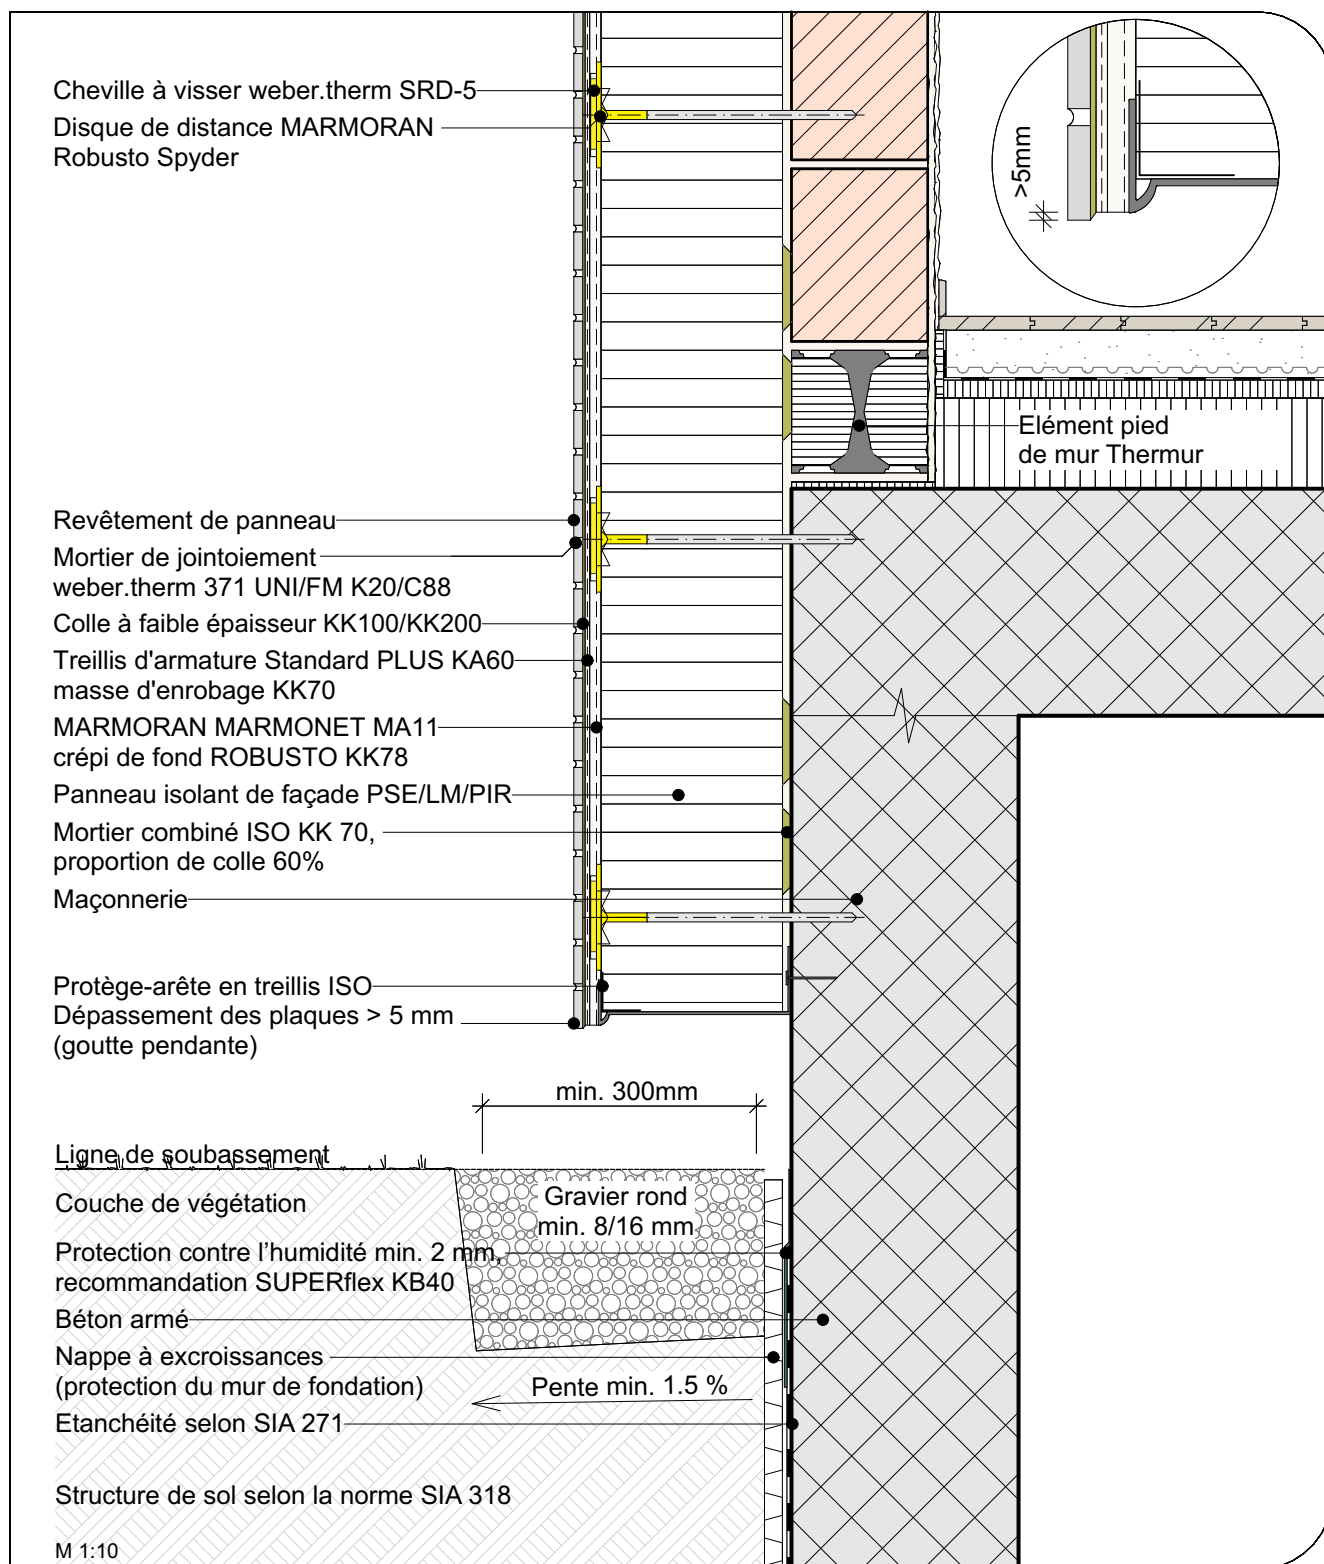 Cheville à visser weber.therm SRD-5
Disque de distance MARMORAN
Robusto Spyder
>5mm
Elément pied
de mur Thermur
Revêtement de panneau
Mortier de jointoiement
weber.therm 371 UNI/FM K20/C88
Colle à faible épaisseur KK100/KK200
Treillis d'armature Standard PLUS KA60
masse d'enrobage KK70
MARMORAN MARMONET MA11
crépi de fond ROBUSTO KK78
Panneau isolant de façade PSE/LM/PIR
Mortier combiné ISO KK 70,
proportion de colle 60%
Maçonnerie
Protège-arête en treillis ISO
Dépassement des plaques > 5 mm
(goutte pendante)
min. 300mm
Ligne de soubassement
Couche de végétation
Gravier rond
min. 8/16 mm
Protection contre l’humidité min. 2 mm,
recommandation SUPERflex KB40
Béton armé
Nappe à excroissances
(protection du mur de fondation)
Pente min. 1.5 %
Etanchéité selon SIA 271
Structure de sol selon la norme SIA 318
M 1:10